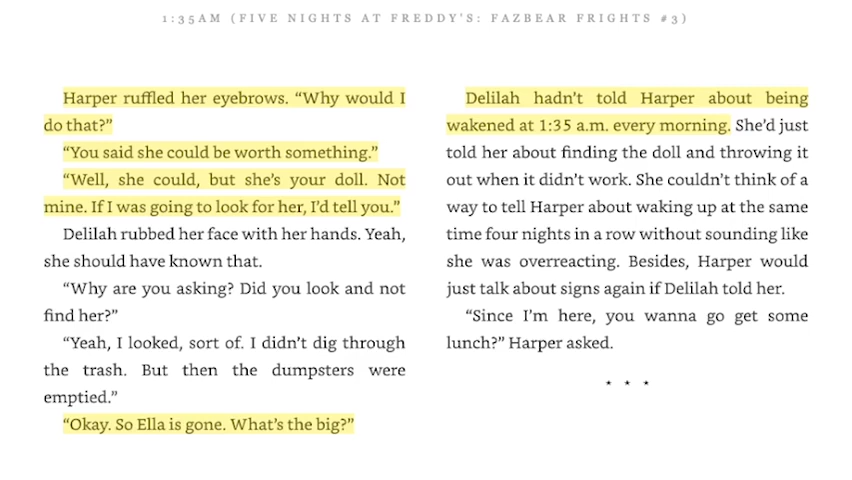 1:35AM (FIVE NIGHTS AT FREDDY'S: FAZBEAR FRIGHTS #3)
Harper ruffled her eyebrows. “Why would I
do that?”
“You said she could be worth something.”
“Well, she could, but she’s your doll. Not
mine. If I was going to look for her, I’d tell you.”
Delilah rubbed her face with her hands. Yeah,
she should have known that.
“Why are you asking? Did you look and not
find her?”
“Yeah, I looked, sort of. I didn’t dig through
the trash. But then the dumpsters were
emptied.”
“Okay. So Ella is gone. What’s the big?”
Delilah hadn’t told Harper about being
wakened at 1:35 a.m. every morning. She’d just
told her about finding the doll and throwing it
out when it didn’t work. She couldn’t think of a
way to tell Harper about waking up at the same
time four nights in a row without sounding like
she was overreacting. Besides, Harper would
just talk about signs again if Delilah told her.
“Since I’m here, you wanna go get some
lunch?” Harper asked.
* * *